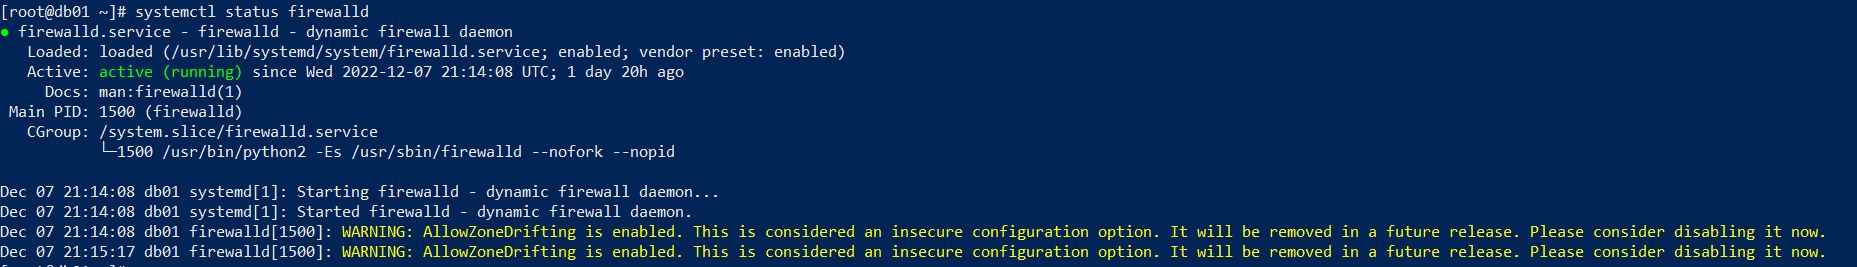 [root@db01 ~]# systemctl status firewalld
● firewalld.service - firewalld - dynamic firewall daemon
   Loaded: loaded (/usr/lib/systemd/system/firewalld.service; enabled; vendor preset: enabled)
   Active: active (running) since Wed 2022-12-07 21:14:08 UTC; 1 day 20h ago
     Docs: man:firewalld(1)
 Main PID: 1500 (firewalld)
   CGroup: /system.slice/firewalld.service
           └─1500 /usr/bin/python2 -Es /usr/sbin/firewalld --nofork --nopid
Dec 07 21:14:08 db01 systemd[1]: Starting firewalld - dynamic firewall daemon...
Dec 07 21:14:08 db01 systemd[1]: Started firewalld - dynamic firewall daemon.
Dec 07 21:14:08 db01 firewalld[1500]: WARNING: AllowZoneDrifting is enabled. This is considered an insecure configuration option. It will be removed in a future release. Please consider disabling it now.
Dec 07 21:15:17 db01 firewalld[1500]: WARNING: AllowZoneDrifting is enabled. This is considered an insecure configuration option. It will be removed in a future release. Please consider disabling it now.